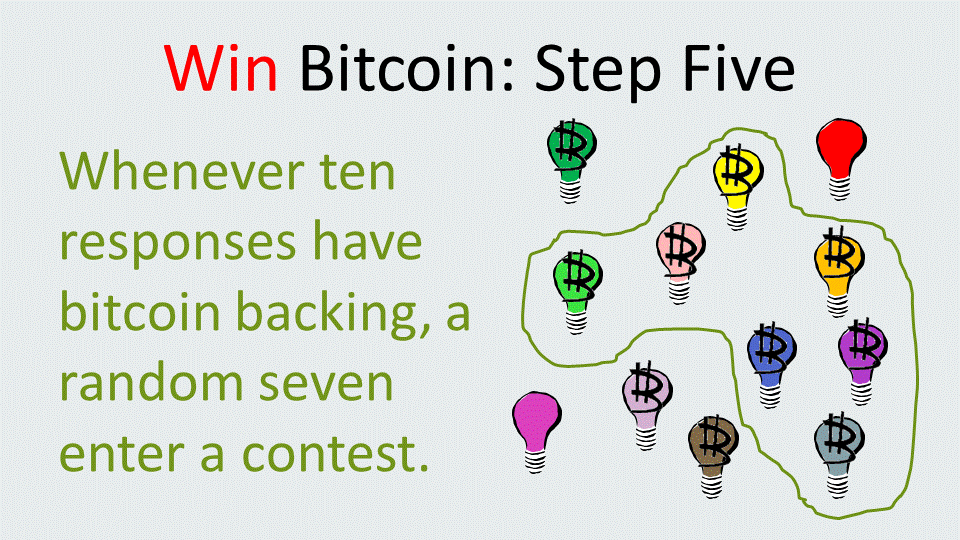 Win Bitcoin: Step Five
Whenever ten
responses have
bitcoin backing, a
random seven
enter a contest.